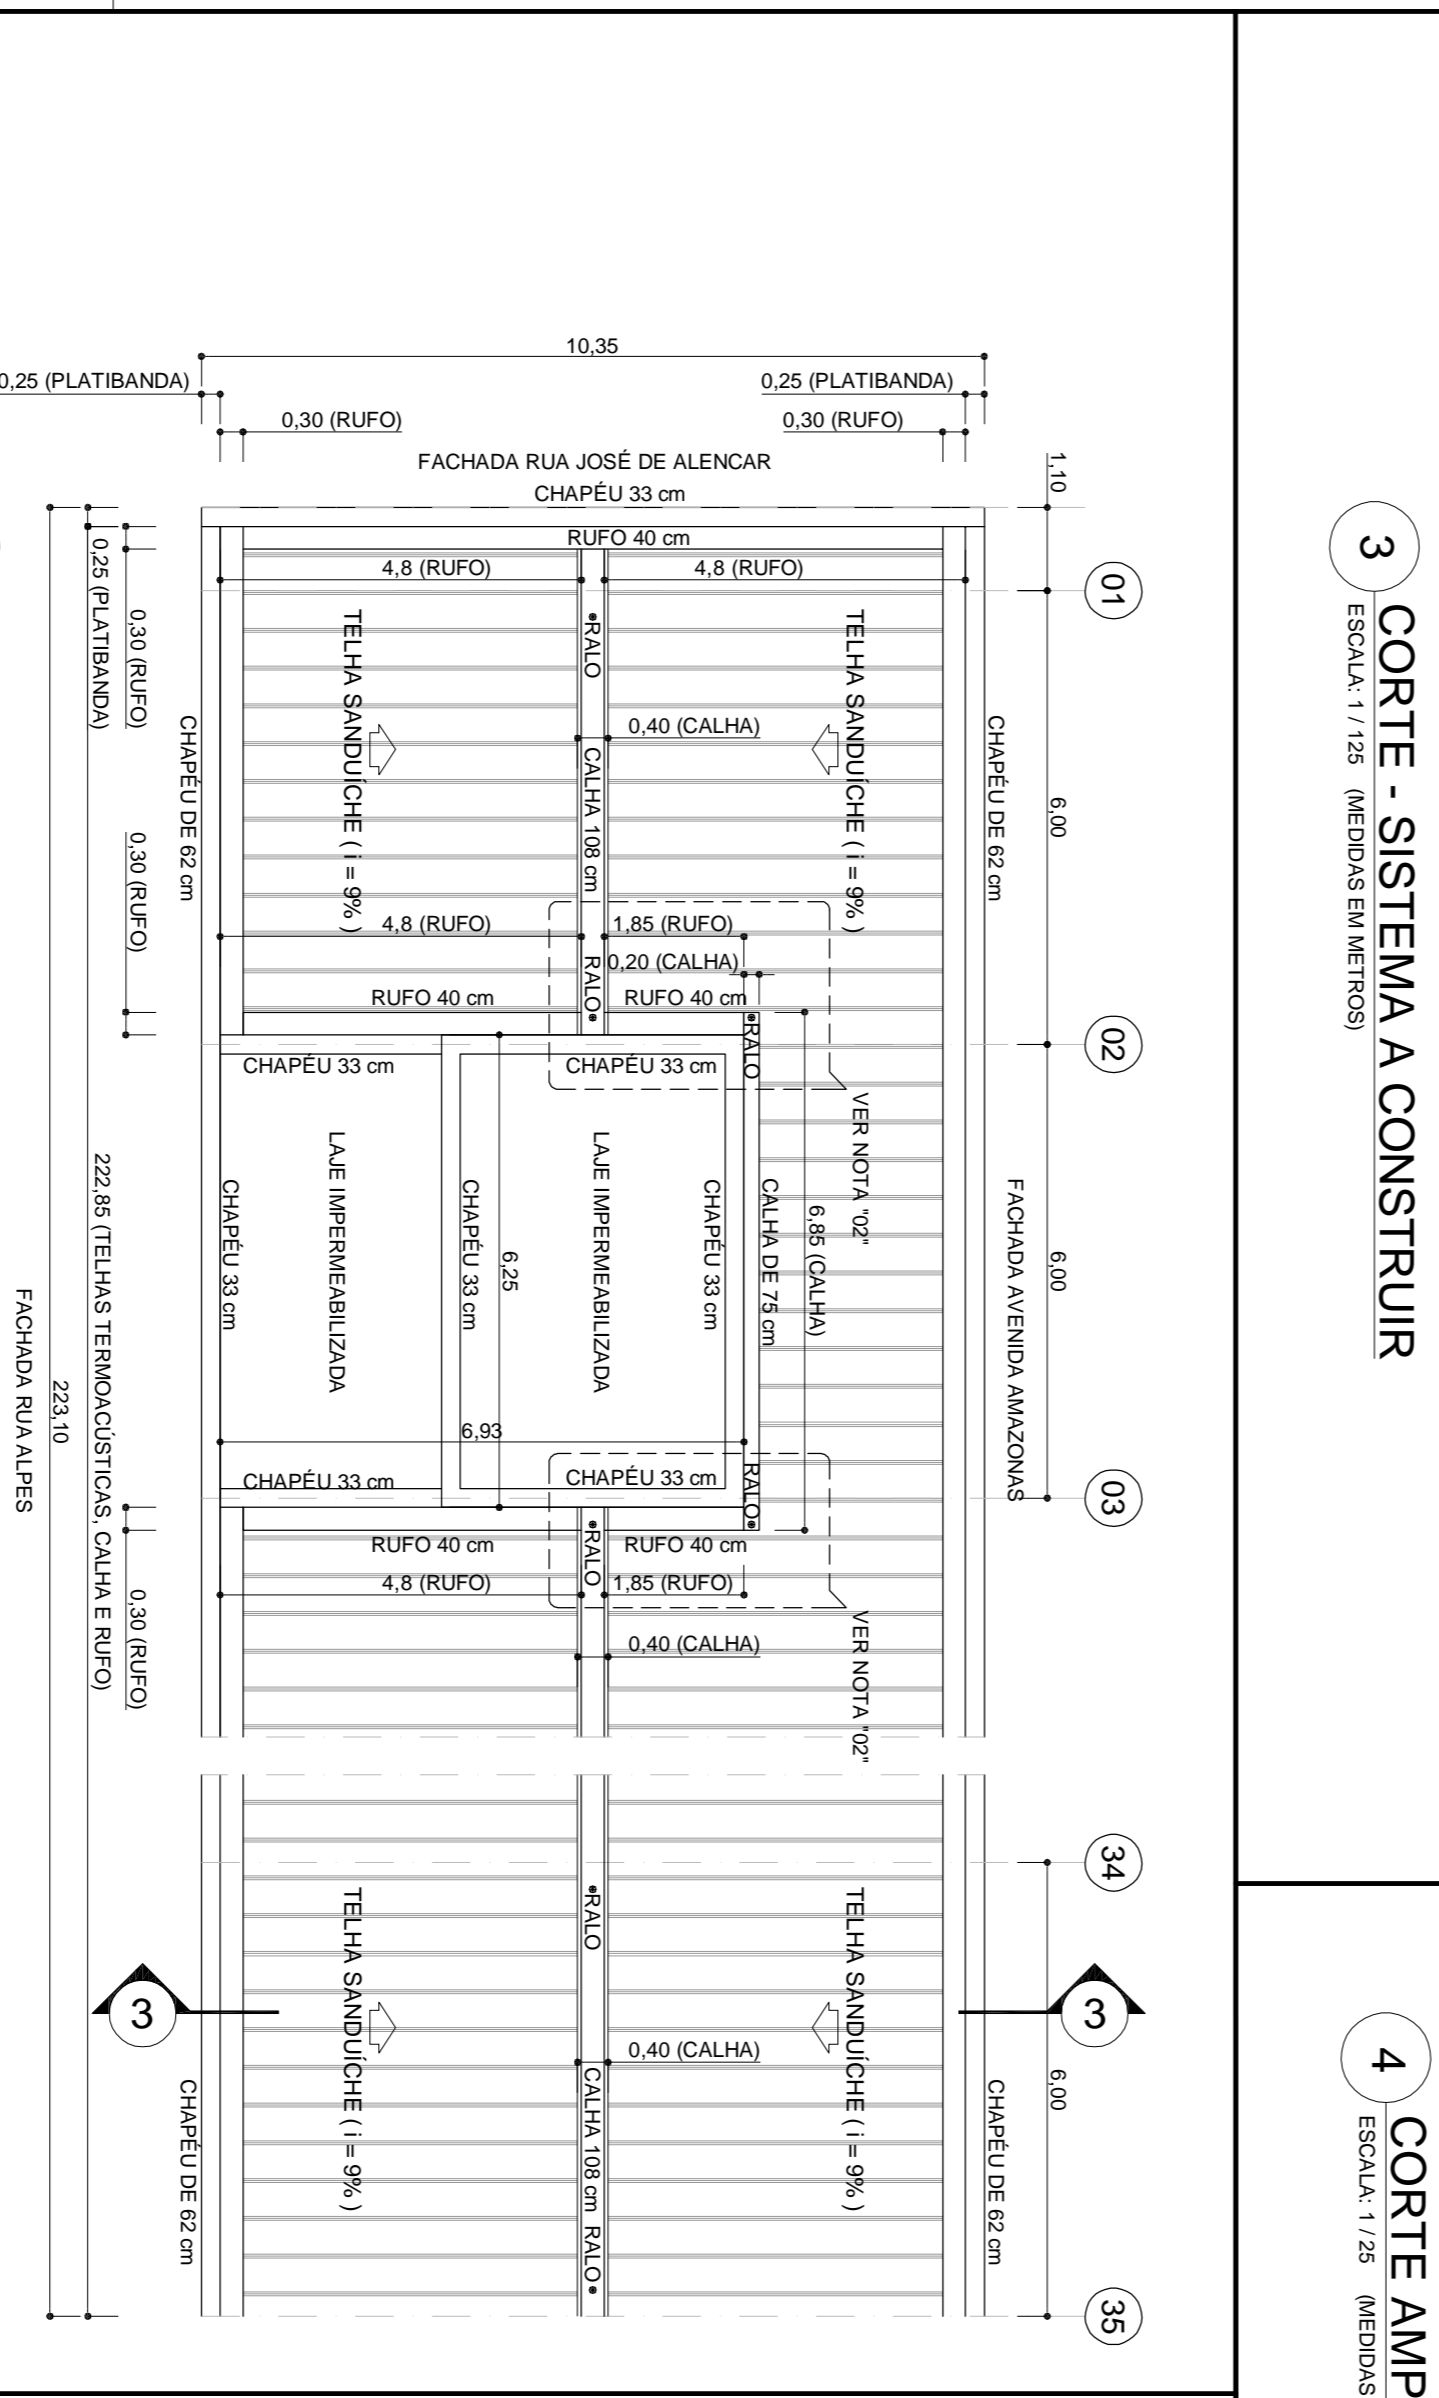 10,35
0,25 (PLATIBANDA)
0,25 (PLATIBANDA)
0,30 (RUFO)
0,30 (RUFO)
FACHADA RUA JOSÉ DE ALENCAR
CHAPÉU 33 cm
1,10
RUFO 40 cm
4,8 (RUFO)
4,8 (RUFO)
01
3
CORTE - SISTEMA A CONSTRUIR
ESCALA: 1 / 125 (MEDIDAS EM METROS)
0,25 (PLATIBANDA)
0,30 (RUFO)
CHAPÉU DE 62 cm
TELHA SANDUÍCHE ( i = 9% )
RALO
0,40 (CALHA)
CALHA 108 cm
TELHA SANDUÍCHE ( i = 9% )
CHAPÉU DE 62 cm
6,00
0,30 (RUFO)
4,8 (RUFO)
1,85 (RUFO)
0,20 (CALHA)
RALO
RUFO 40 cm
RUFO 40 cm
RALO
02
CHAPÉU 33 cm
CHAPÉU 33 cm
VER NOTA "02"
LAJE IMPERMEABILIZADA
LAJE IMPERMEABILIZADA
CHAPÉU 33 cm
CHAPÉU 33 cm
6,25
CHAPÉU 33 cm
CALHA DE 75 cm
6,85 (CALHA)
FACHADA AVENIDA AMAZONAS
6,00
222,85 (TELHAS TERMOACÚSTICAS, CALHA E RUFO)
223,10
FACHADA RUA ALPES
6,93
CHAPÉU 33 cm
CHAPÉU 33 cm
RALO
03
RALO
RUFO 40 cm
RUFO 40 cm
4,8 (RUFO)
1,85 (RUFO)
0,30 (RUFO)
0,40 (CALHA)
VER NOTA "02"
34
RALO
TELHA SANDUÍCHE ( i = 9% )
TELHA SANDUÍCHE ( i = 9% )
3
3
0,40 (CALHA)
CALHA 108 cm
RALO
CHAPÉU DE 62 cm
CHAPÉU DE 62 cm
6,00
35
4
CORTE AMP
ESCALA: 1 / 25 (MEDIDAS